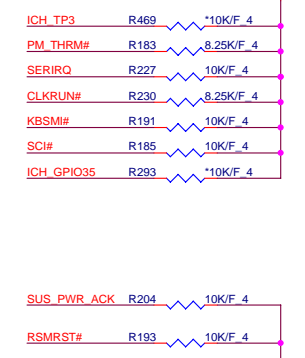 ICH_TP3 R469 *10K/F_4
PM_THRM# R183 8.25K/F_4
SERIRQ R227 10K/F_4
CLKRUN# R230 8.25K/F_4
KBSMI# R191 10K/F_4
SCI# R185 10K/F_4
ICH_GPIO35 R293 *10K/F_4
SUS_PWR_ACK R204 10K/F_4
RSMRST# R193 10K/F_4